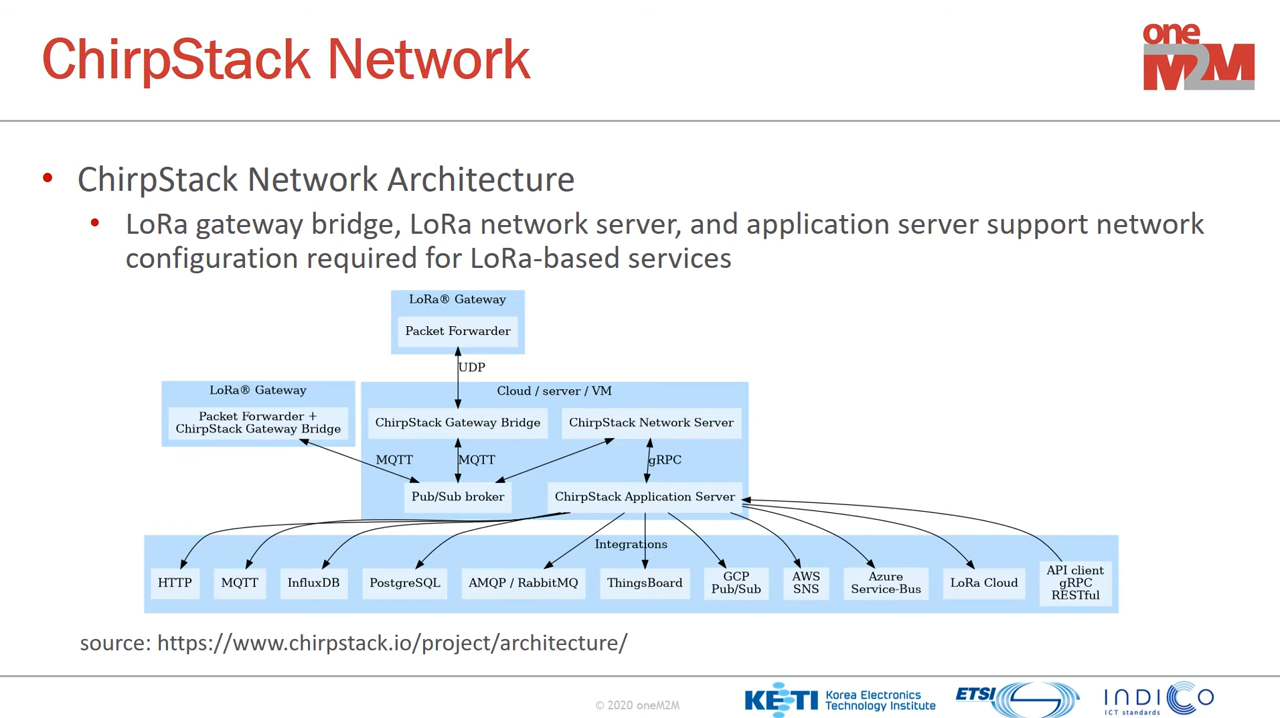 ChirpStack Network
one
M2M
• ChirpStack Network Architecture
• LoRa gateway bridge, LoRa network server, and application server support network
configuration required for LoRa-based services
LoRa® Gateway
Packet Forwarder
UDP
LoRa® Gateway
Packet Forwarder +
ChirpStack Gateway Bridge
Cloud / server / VM
ChirpStack Gateway Bridge
ChirpStack Network Server
MQTT
MQTT
gRPC
Pub/Sub broker
ChirpStack Application Server
Integrations
HTTP
MQTT
InfluxDB
PostgreSQL
AMQP / RabbitMQ
ThingsBoard
GCP
Pub/Sub
AWS
SNS
Azure
Service-Bus
LoRa Cloud
API client
gRPC
RESTful
source: https://www.chirpstack.io/project/architecture/
© 2020 oneM2M
KETI
Korea Electronics
Technology Institute
ETSI
INDICO
ICT standards